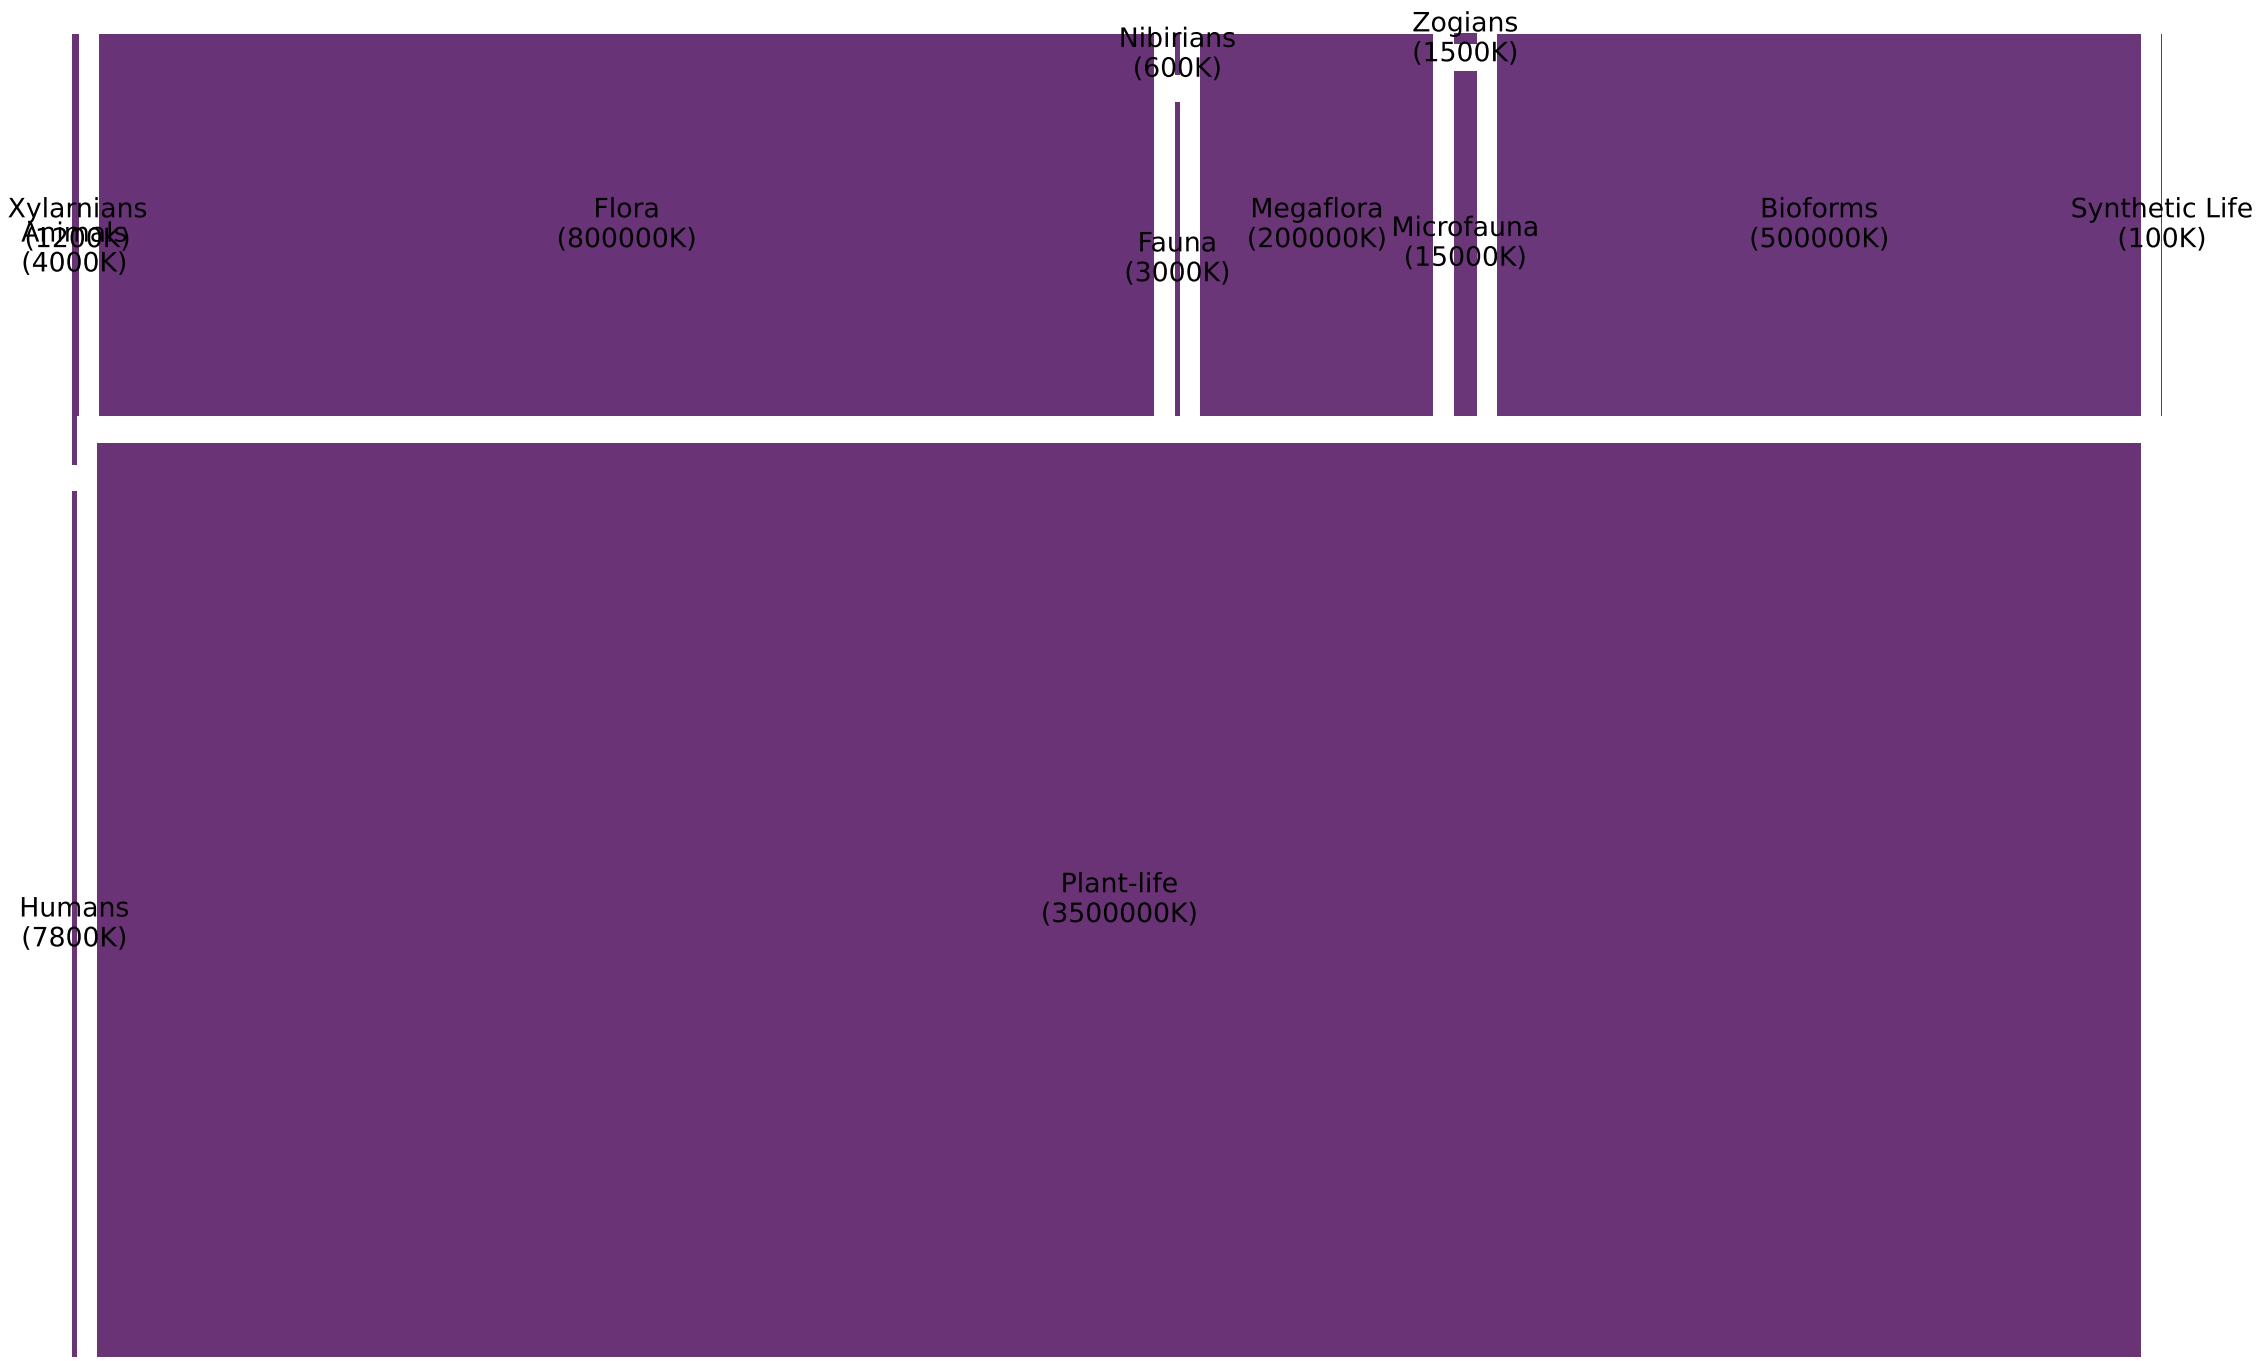 Zogians
(1500K)
Nibirians
(600K)
Xylarnians
(1200K)
Animals
(4000K)
Flora
(800000K)
Fauna
(3000K)
Megaflora
(200000K)
Microfauna
(15000K)
Bioforms
(500000K)
Synthetic Life
(100K)
Plant-life
(3500000K)
Humans
(7800K)